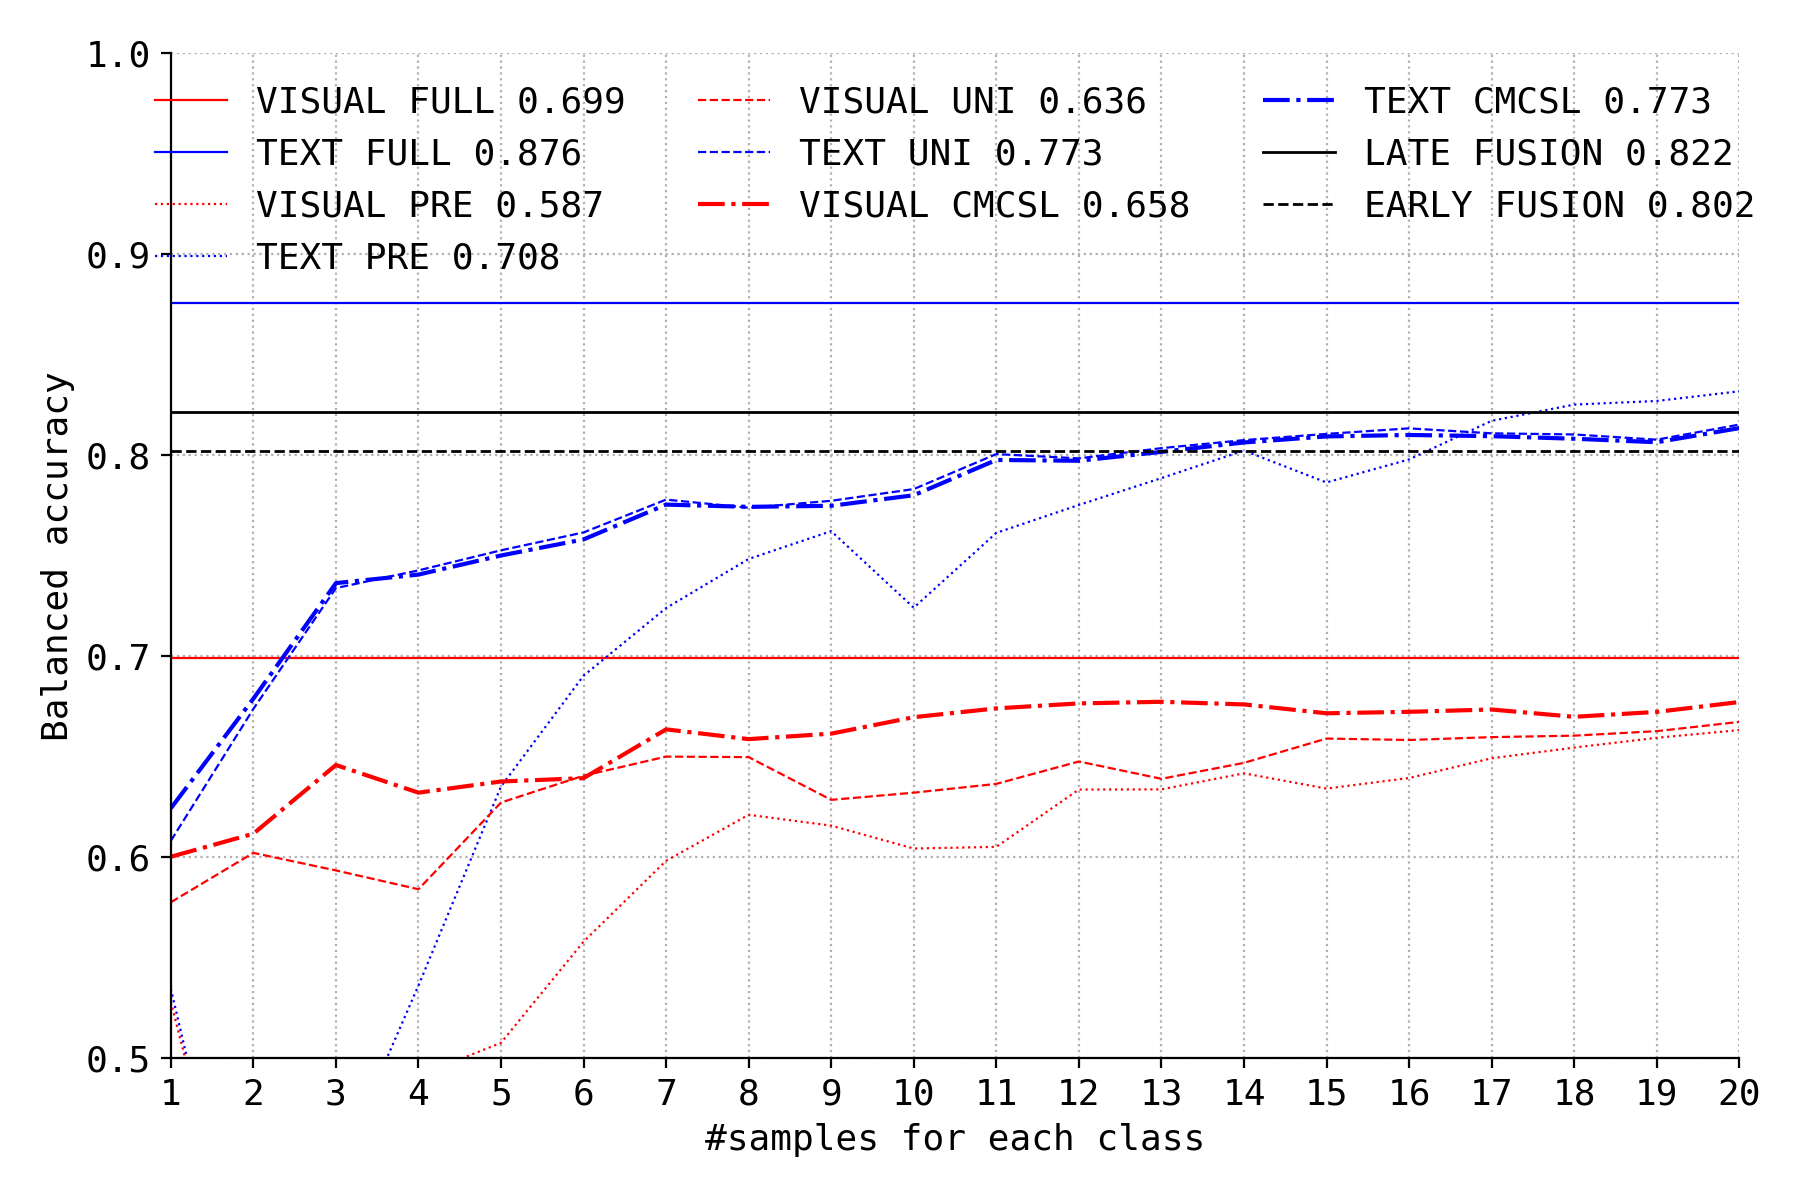 1.0
VISUAL FULL 0.699
TEXT FULL 0.876
VISUAL PRE 0.587
TEXT PRE 0.708
VISUAL UNI 0.636
TEXT UNI 0.773
VISUAL CMCSL 0.658
TEXT CMCSL 0.773
LATE FUSION 0.822
EARLY FUSION 0.802
0.9
0.8
0.7
0.6
0.5
Balanced accuracy
1 2 3 4 5 6 7 8 9 10 11 12 13 14 15 16 17 18 19 20
#samples for each class